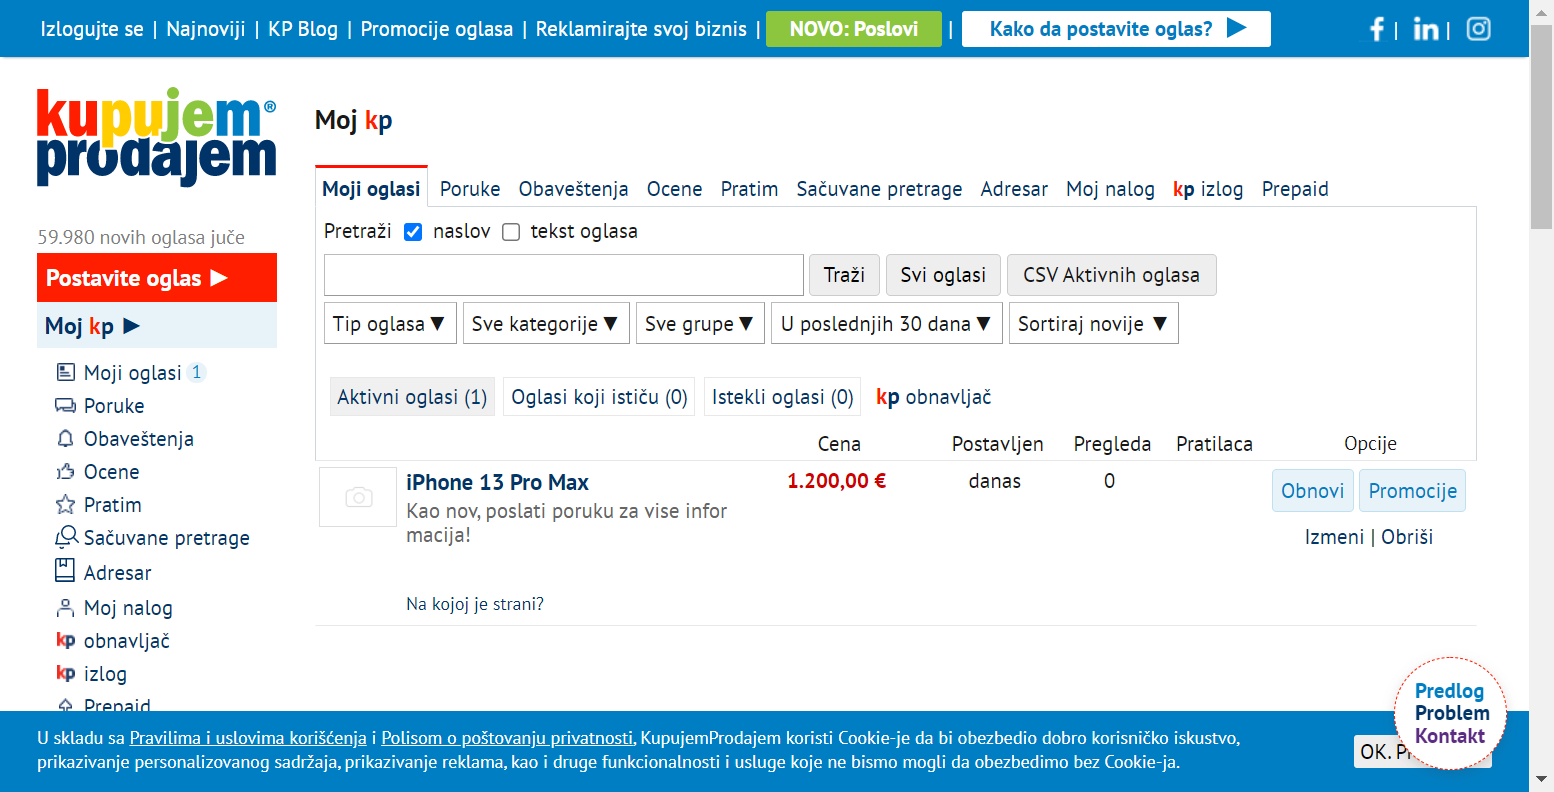 Izlogujte se | Najnoviji | KP Blog | Promocije oglasa | Reklamirajte svoj biznis | NOVO: Poslovi | Kako da postavite oglas? ▶ | |
kupujem®
prodajem
Moj kp
Moji oglasi Poruke Obaveštenja Ocene Pratim Sačuvane pretrage Adresar Moj nalog kp izlog Prepaid
59.980 novih oglasa juče
Postavite oglas ▶
Moj kp ▶
Moji oglasi 1
Poruke
Obaveštenja
Ocene
Pratim
Sačuvane pretrage
Adresar
Moj nalog
kp obnavljač
kp izlog
Prepaid
Pretraži naslov tekst oglasa
Traži Svi oglasi CSV Aktivnih oglasa
Tip oglasa ▼ Sve kategorije ▼ Sve grupe ▼ U poslednjih 30 dana ▼ Sortiraj novije ▼
Aktivni oglasi (1) Oglasi koji ističu (0) Istekli oglasi (0) kp obnavljač
Cena Postavljen Pregleda Pratilaca Opcije
iPhone 13 Pro Max 1.200,00 € danas 0 Obnovi Promocije
Kao nov, poslati poruku za vise infor
macija!
Izmeni | Obriši
Na kojoj je strani?
Predlog
Problem
Kontakt
U skladu sa Pravilima i uslovima korišćenja i Polisom o poštovanju privatnosti, KupujemProdajem koristi Cookie-je da bi obezbedio dobro korisničko iskustvo,
prikazivanje personalizovanog sadržaja, prikazivanje reklama, kao i druge funkcionalnosti i usluge koje ne bismo mogli da obezbedimo bez Cookie-ja.
OK.